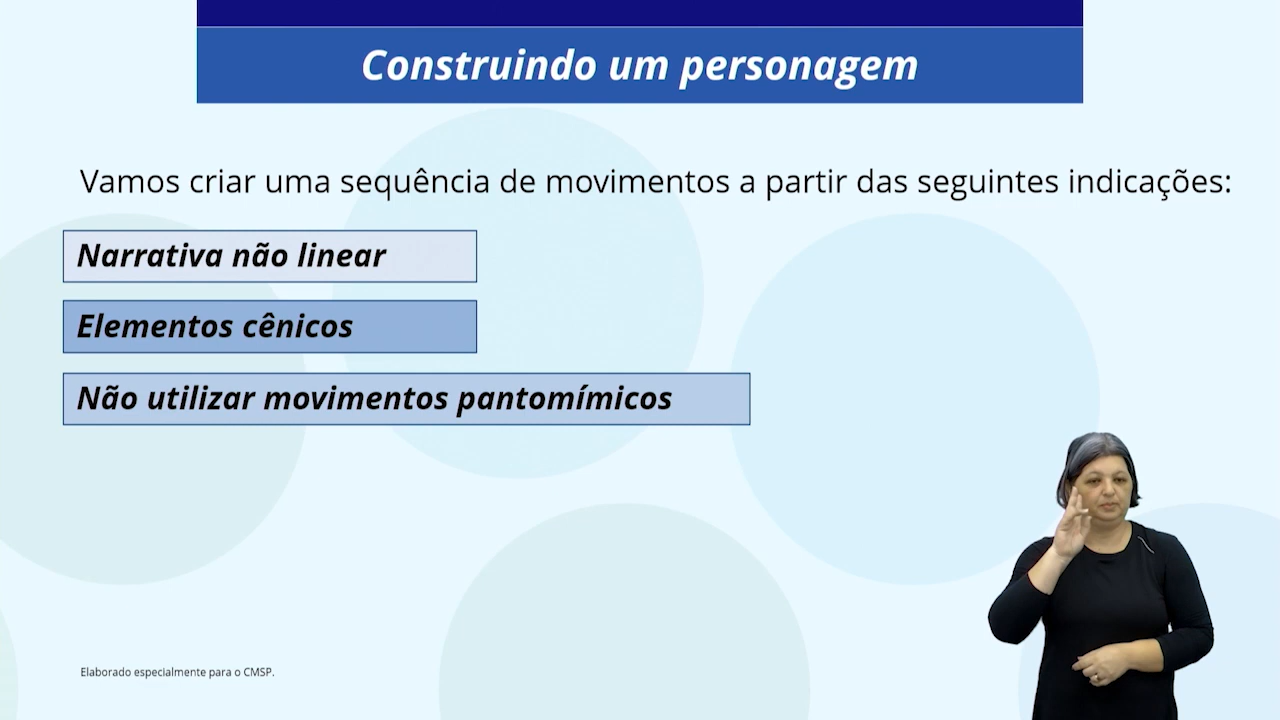 Construindo um personagem
Vamos criar uma sequência de movimentos a partir das seguintes indicações:
Narrativa não linear
Elementos cênicos
Não utilizar movimentos pantomímicos
Elaborado especialmente para o CMSP.